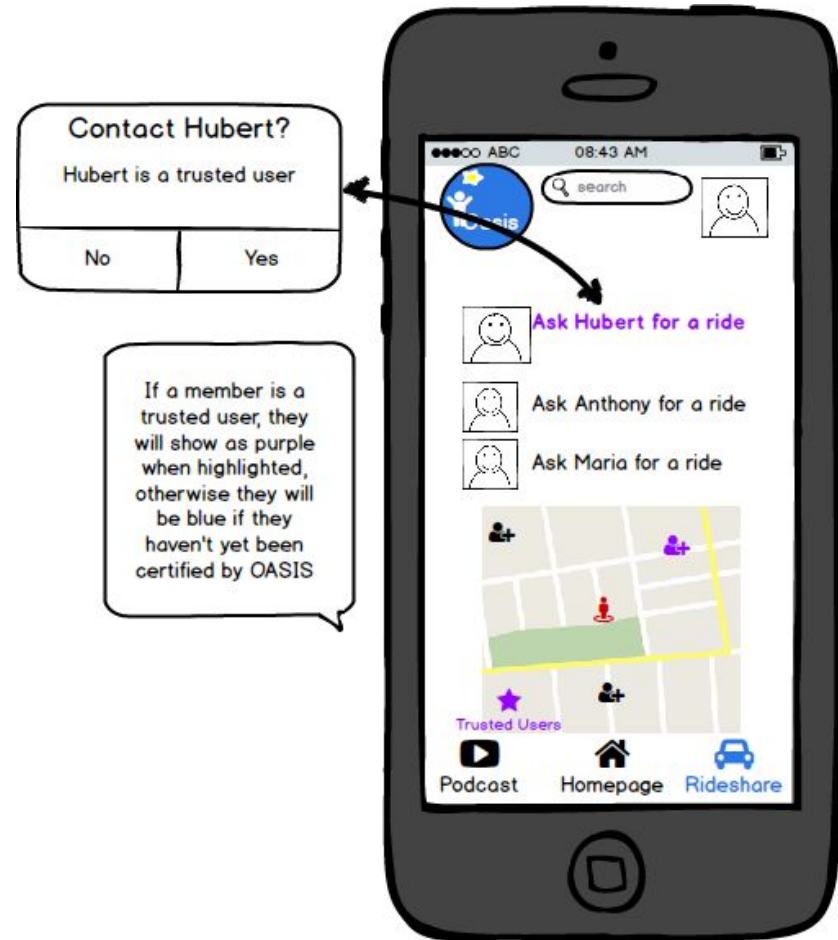 Contact Hubert?
Hubert is a trusted user
No Yes
If a member is a
trusted user, they
will show as purple
when highlighted,
otherwise they will
be blue if they
haven't yet been
certified by OASIS
ABC 08:43 AM
Oasis
search
Ask Hubert for a ride
Ask Anthony for a ride
Ask Maria for a ride
Trusted Users
Podcast Homepage Rideshare